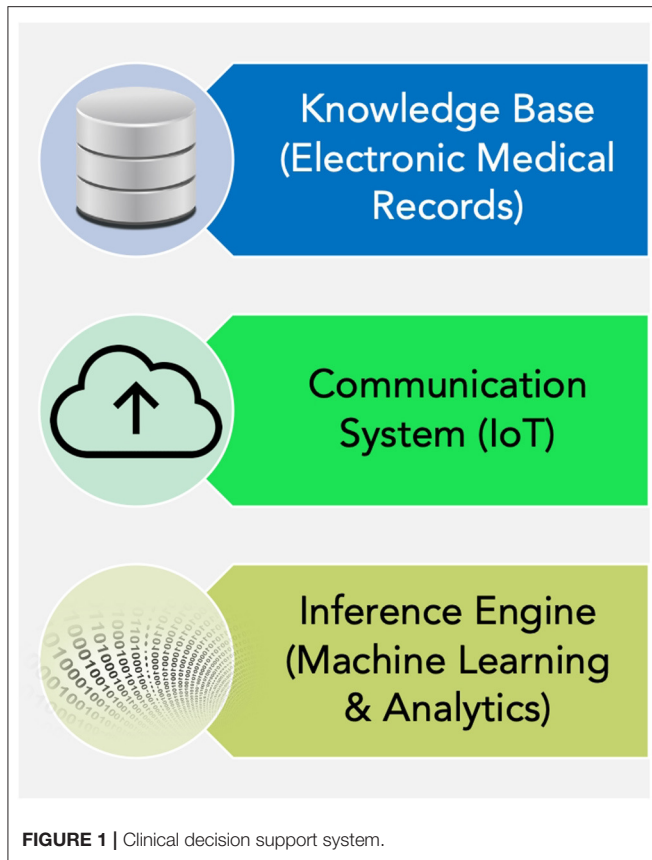 Knowledge Base
(Electronic Medical
Records)
Communication
System (IoT)
Inference Engine
(Machine Learning
& Analytics)
FIGURE 1 | Clinical decision support system.